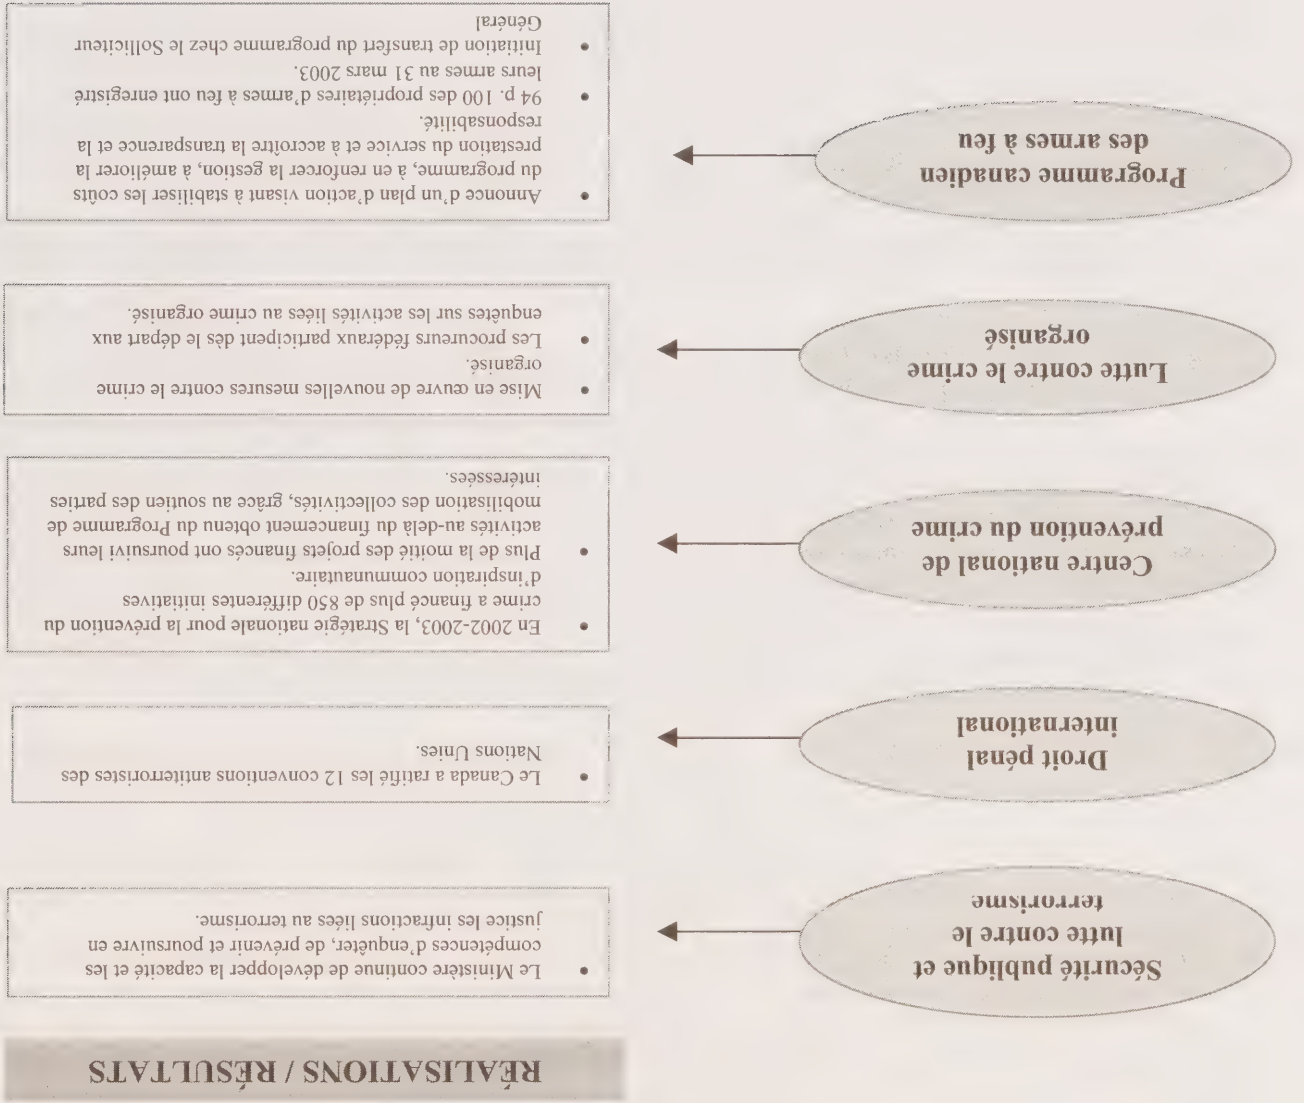 RÉALISATIONS / RÉSULTATS
Sécurité publique et
lutte contre le
terrorisme
• Le Ministère continue de développer la capacité et les
compétences d'enquêter, de prévenir et poursuivre en
justice les infractions liées au terrorisme.
Droit pénal
international
• Le Canada a ratifié les 12 conventions antiterroristes des
Nations Unies.
Centre national de
prévention du crime
• En 2002-2003, la Stratégie nationale pour la prévention du
crime a financé plus de 850 différentes initiatives
d'inspiration communautaire.
• Plus de la moitié des projets financés ont poursuivi leurs
activités au-delà du financement obtenu du Programme de
mobilisation des collectivités, grâce au soutien des parties
intéressées.
Lutte contre le crime
organisé
• Mise en œuvre de nouvelles mesures contre le crime
organisé.
• Les procureurs fédéraux participent dès le départ aux
enquêtes sur les activités liées au crime organisé.
Programme canadien
des armes à feu
• Annonce d'un plan d'action visant à stabiliser les coûts
du programme, à en renforcer la gestion, à améliorer la
prestation du service et à accroître la transparence et la
responsabilité.
• 94 p. 100 des propriétaires d'armes à feu ont enregistré
leurs armes au 31 mars 2003.
• Initiation de transfert du programme chez le Solliciteur
Général